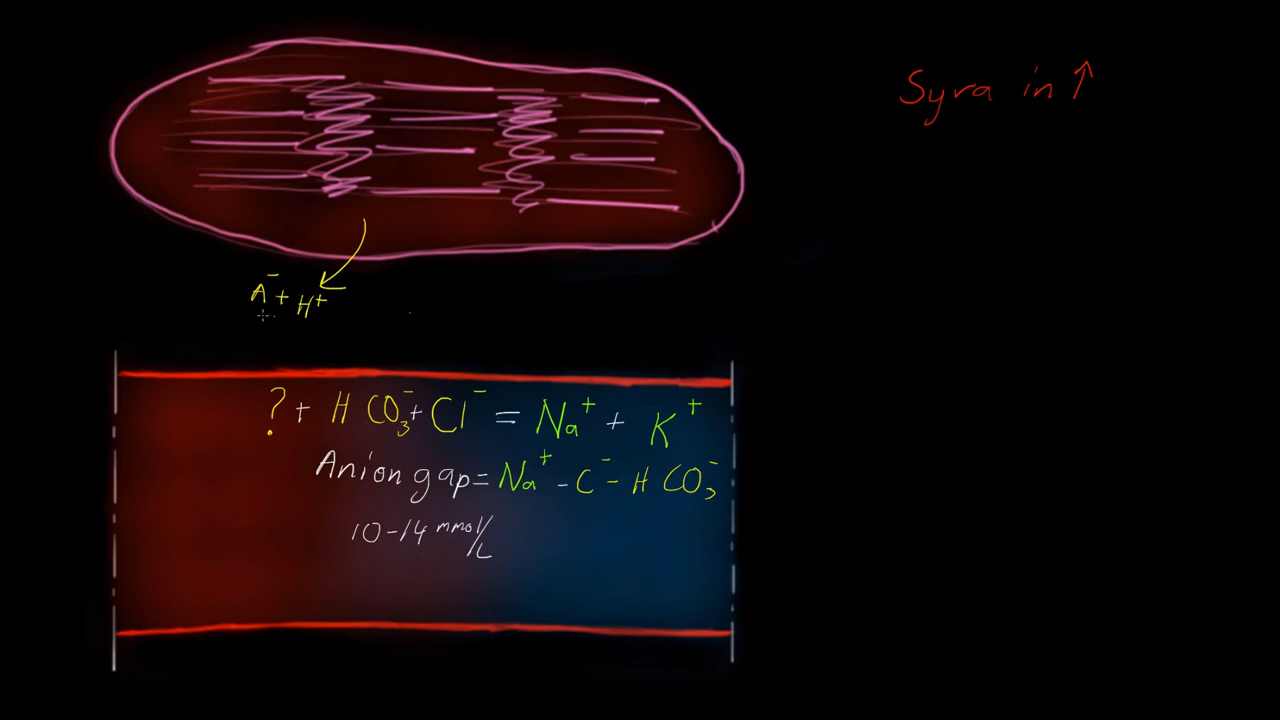 Syra in ↑
A⁻ + H⁺
? + HCO₃⁻ + Cl⁻ = Na⁺ + K⁺
Anion gap = Na⁺ - C⁻ - HCO₃⁻
10-14 mmol/L